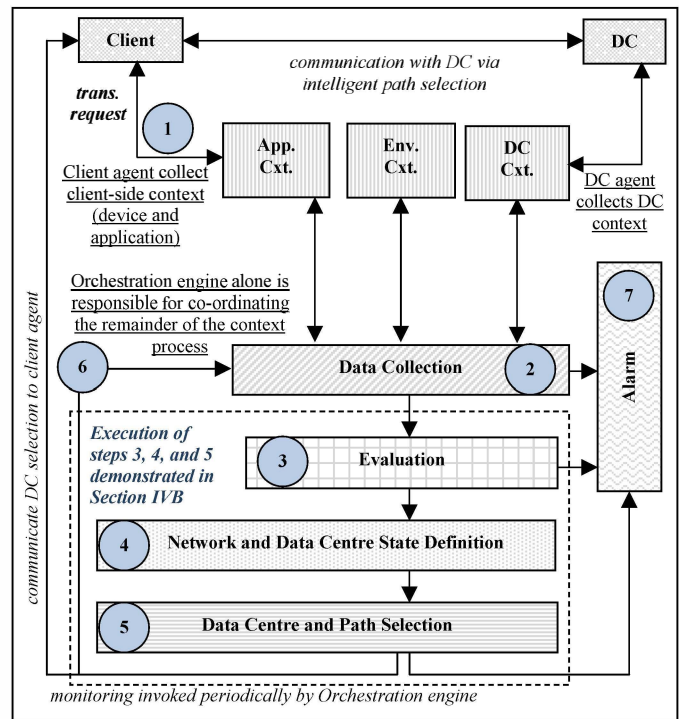 Client
DC
communication with DC via
intelligent path selection
trans.
request
1
App.
Cxt.
Env.
Cxt.
DC
Cxt.
Client agent collect
client-side context
(device and
application)
DC agent
collects DC
context
Orchestration engine alone is
responsible for co-ordinating
the remainder of the context
process
6
Data Collection
2
7
Alarm
Execution of
steps 3, 4, and 5
demonstrated in
Section IVB
3
Evaluation
4
Network and Data Centre State Definition
5
Data Centre and Path Selection
communicate DC selection to client agent
monitoring invoked periodically by Orchestration engine